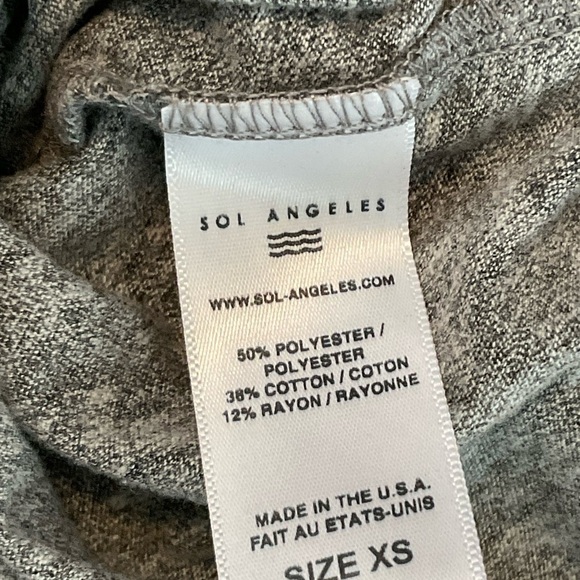 SOL ANGELES
WWW.SOL-ANGELES.COM
50% POLYESTER /
POLYESTER
38% COTTON / COTON
12% RAYON / RAYONNE
MADE IN THE U.S.A.
FAIT AU ETATS-UNIS
SIZE XS